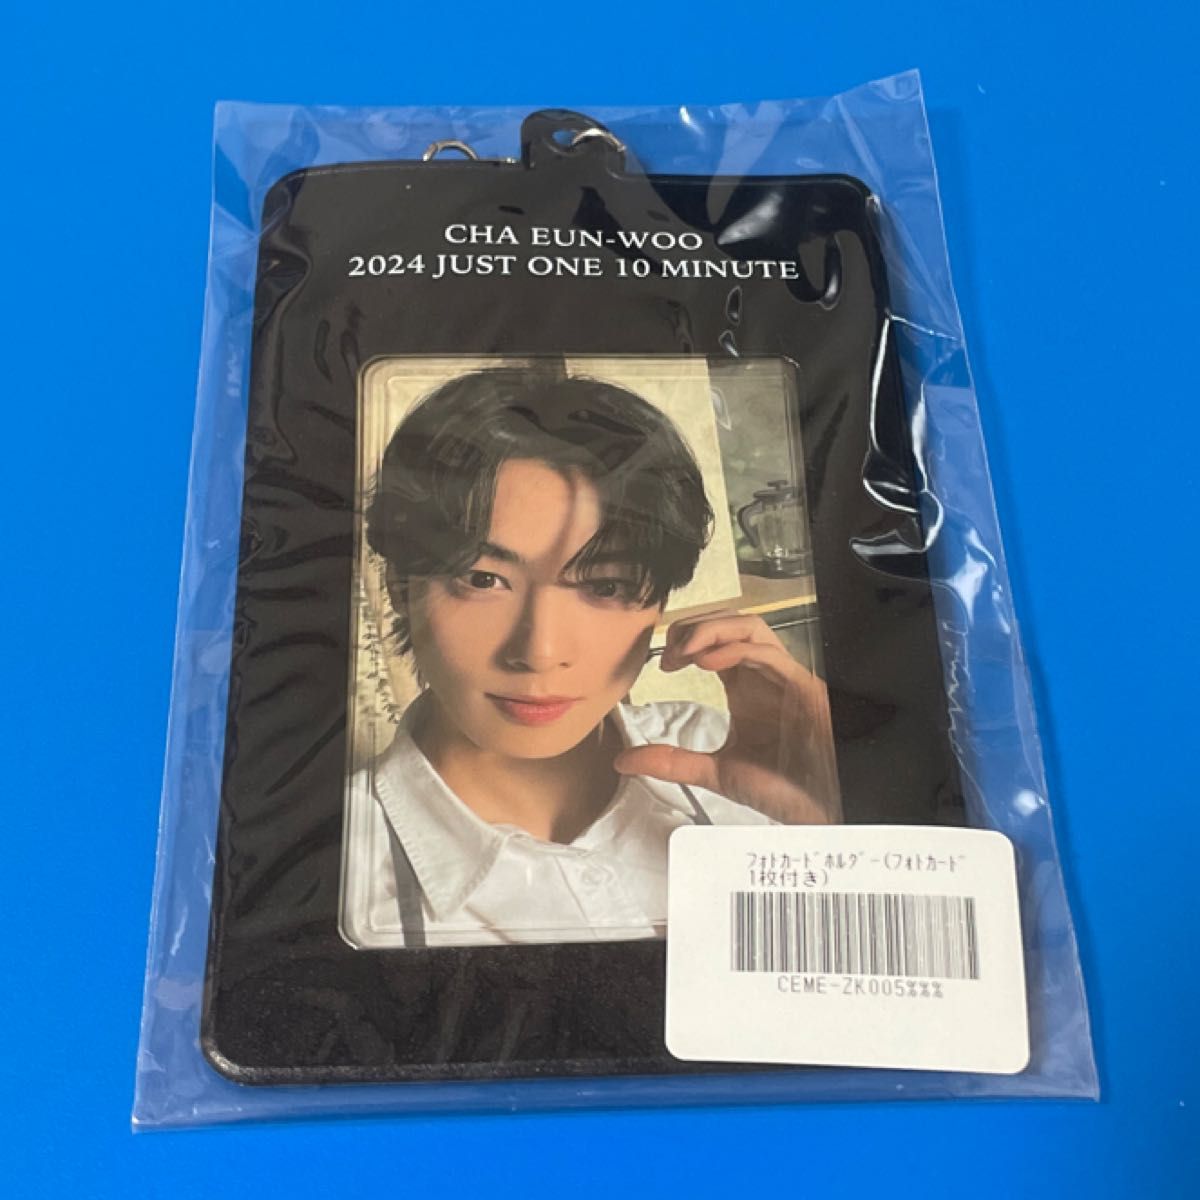 CHA EUN-WOO
2024 JUST ONE 10 MINUTE
ﾌｫﾄｶｰﾄﾞﾎﾙﾀﾞｰ(ﾌｫﾄｶｰﾄﾞ
1枚付き)
CEME-ZK005%%%